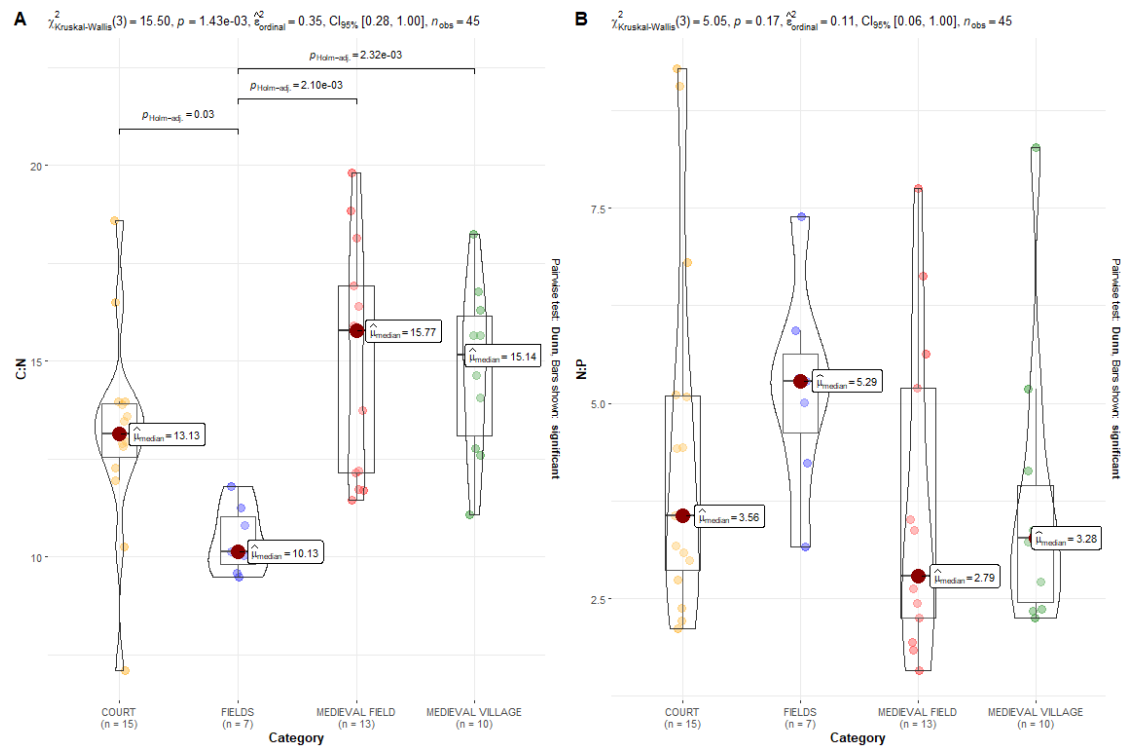 A
χ²Kruskal-Wallis(3) = 15.50, p = 1.43e-03, ε̂²ordinal = 0.35, CI95% [0.28, 1.00], nobs = 45
pHolm-adj. = 2.32e-03
pHolm-adj. = 2.10e-03
pHolm-adj. = 0.03
20
15
10
C:N
μ̂median = 13.13
μ̂median = 10.13
μ̂median = 15.77
μ̂median = 15.14
Pairwise test: Dunn, Bars shown: significant
COURT
(n = 15)
FIELDS
(n = 7)
MEDIEVAL FIELD
(n = 13)
MEDIEVAL VILLAGE
(n = 10)
Category
B
χ²Kruskal-Wallis(3) = 5.05, p = 0.17, ε̂²ordinal = 0.11, CI95% [0.06, 1.00], nobs = 45
7.5
5.0
2.5
P:N
μ̂median = 3.56
μ̂median = 5.29
μ̂median = 2.79
μ̂median = 3.28
Pairwise test: Dunn, Bars shown: significant
COURT
(n = 15)
FIELDS
(n = 7)
MEDIEVAL FIELD
(n = 13)
MEDIEVAL VILLAGE
(n = 10)
Category